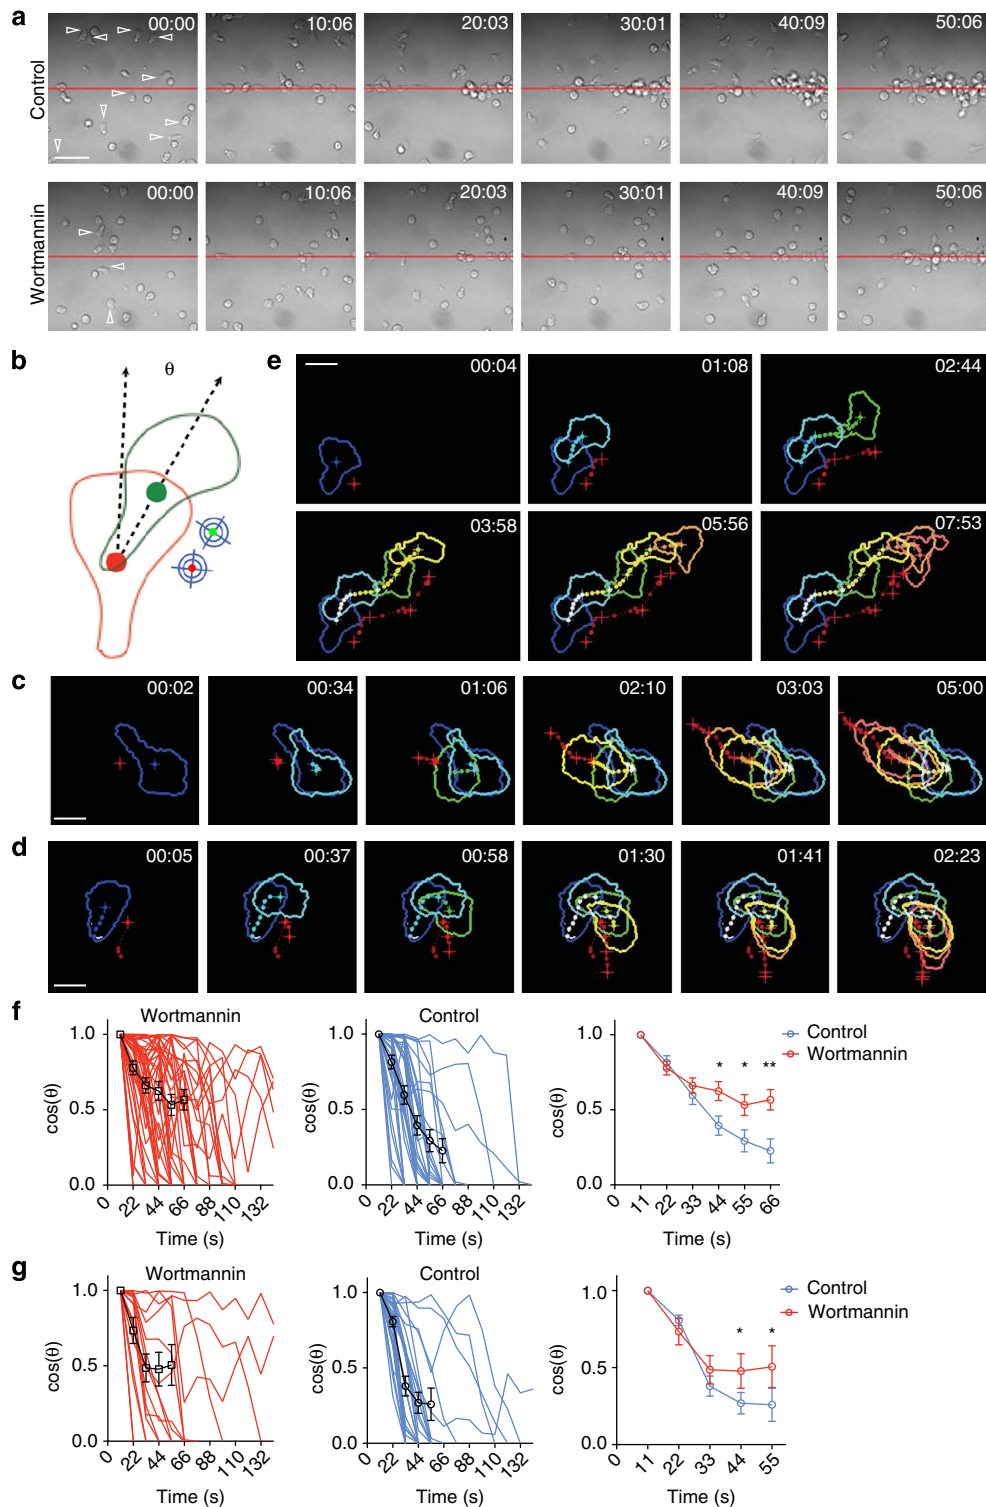 a
Control
00:00 10:06 20:03 30:01 40:09 50:06
Wortmannin
00:00 10:06 20:03 30:01 40:09 50:06
b
θ
e
00:04 01:08 02:44
03:58 05:56 07:53
c
00:02 00:34 01:06 02:10 03:03 05:00
d
00:05 00:37 00:58 01:30 01:41 02:23
f
Wortmannin
cos(θ)
1.0
0.5
0.0
0 22 44 66 88 110 132
Time (s)
Control
cos(θ)
1.0
0.5
0.0
0 22 44 66 88 110 132
Time (s)
cos(θ)
1.0
0.5
0.0
0 11 22 33 44 55 66
Time (s)
* * **
Control
Wortmannin
g
Wortmannin
cos(θ)
1.0
0.5
0.0
0 22 44 66 88 110 132
Time (s)
Control
cos(θ)
1.0
0.5
0.0
0 22 44 66 88 110 132
Time (s)
cos(θ)
1.0
0.5
0.0
0 11 22 33 44 55
Time (s)
* *
Control
Wortmannin